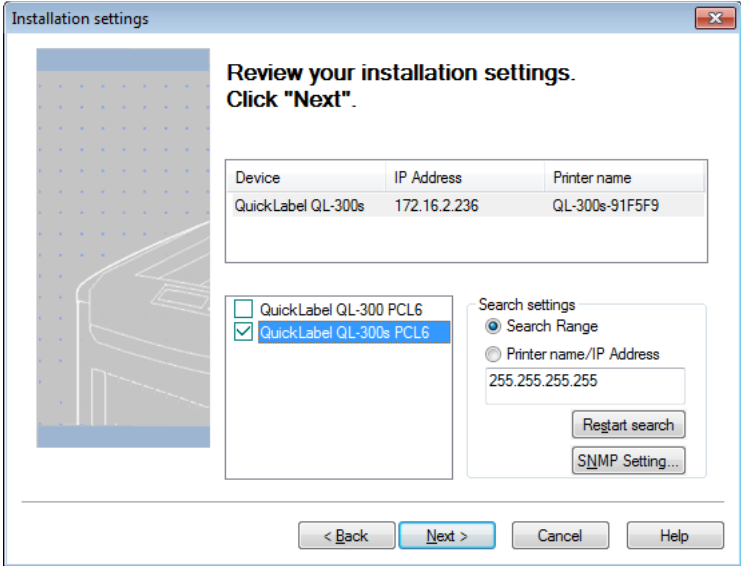 Installation settings
Review your installation settings.
Click "Next".
Device IP Address Printer name
QuickLabel QL-300s 172.16.2.236 QL-300s-91F5F9
QuickLabel QL-300 PCL6
QuickLabel QL-300s PCL6
Search settings
Search Range
Printer name/IP Address
255.255.255.255
Restart search
SNMP Setting...
< Back Next > Cancel Help